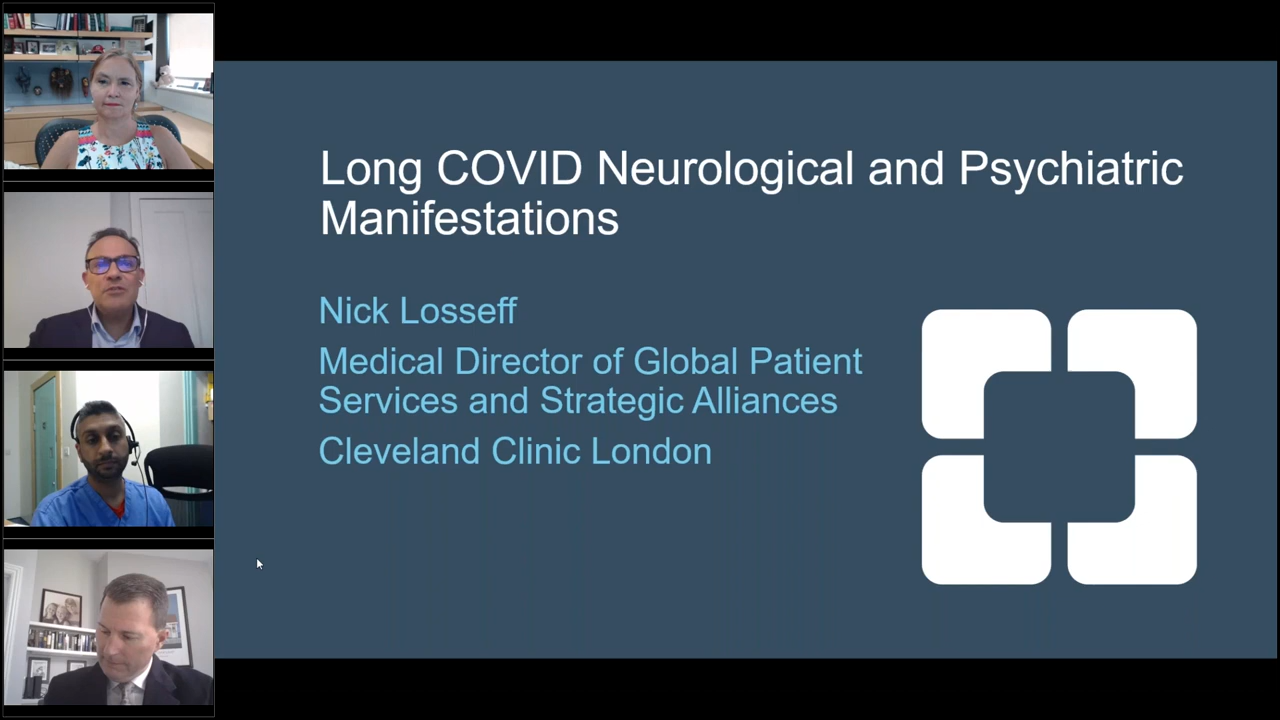 Long COVID Neurological and Psychiatric
Manifestations
Nick Losseff
Medical Director of Global Patient
Services and Strategic Alliances
Cleveland Clinic London